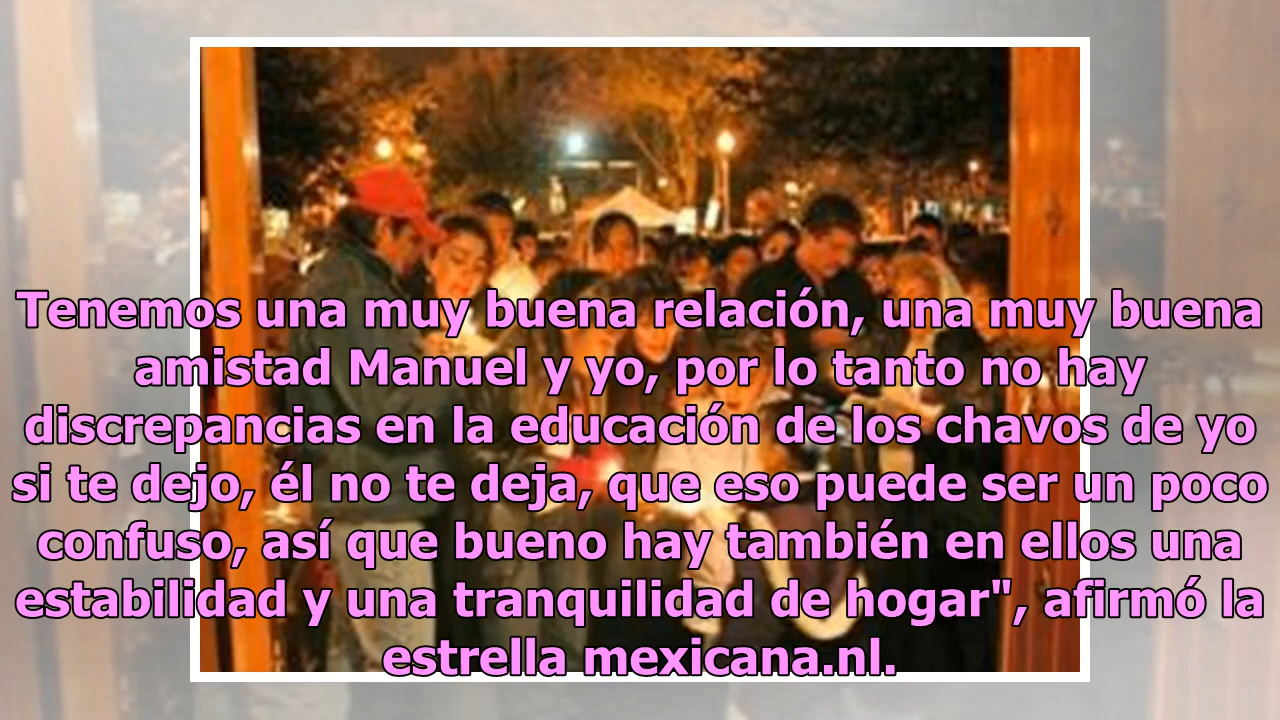 Tenemos una muy buena relación, una muy buena
amistad Manuel y yo, por lo tanto no hay
discrepancias en la educación de los chavos de yo
si te dejo, él no te deja, que eso puede ser un poco
confuso, así que bueno hay también en ellos una
estabilidad y una tranquilidad de hogar", afirmó la
estrella mexicana.nl.